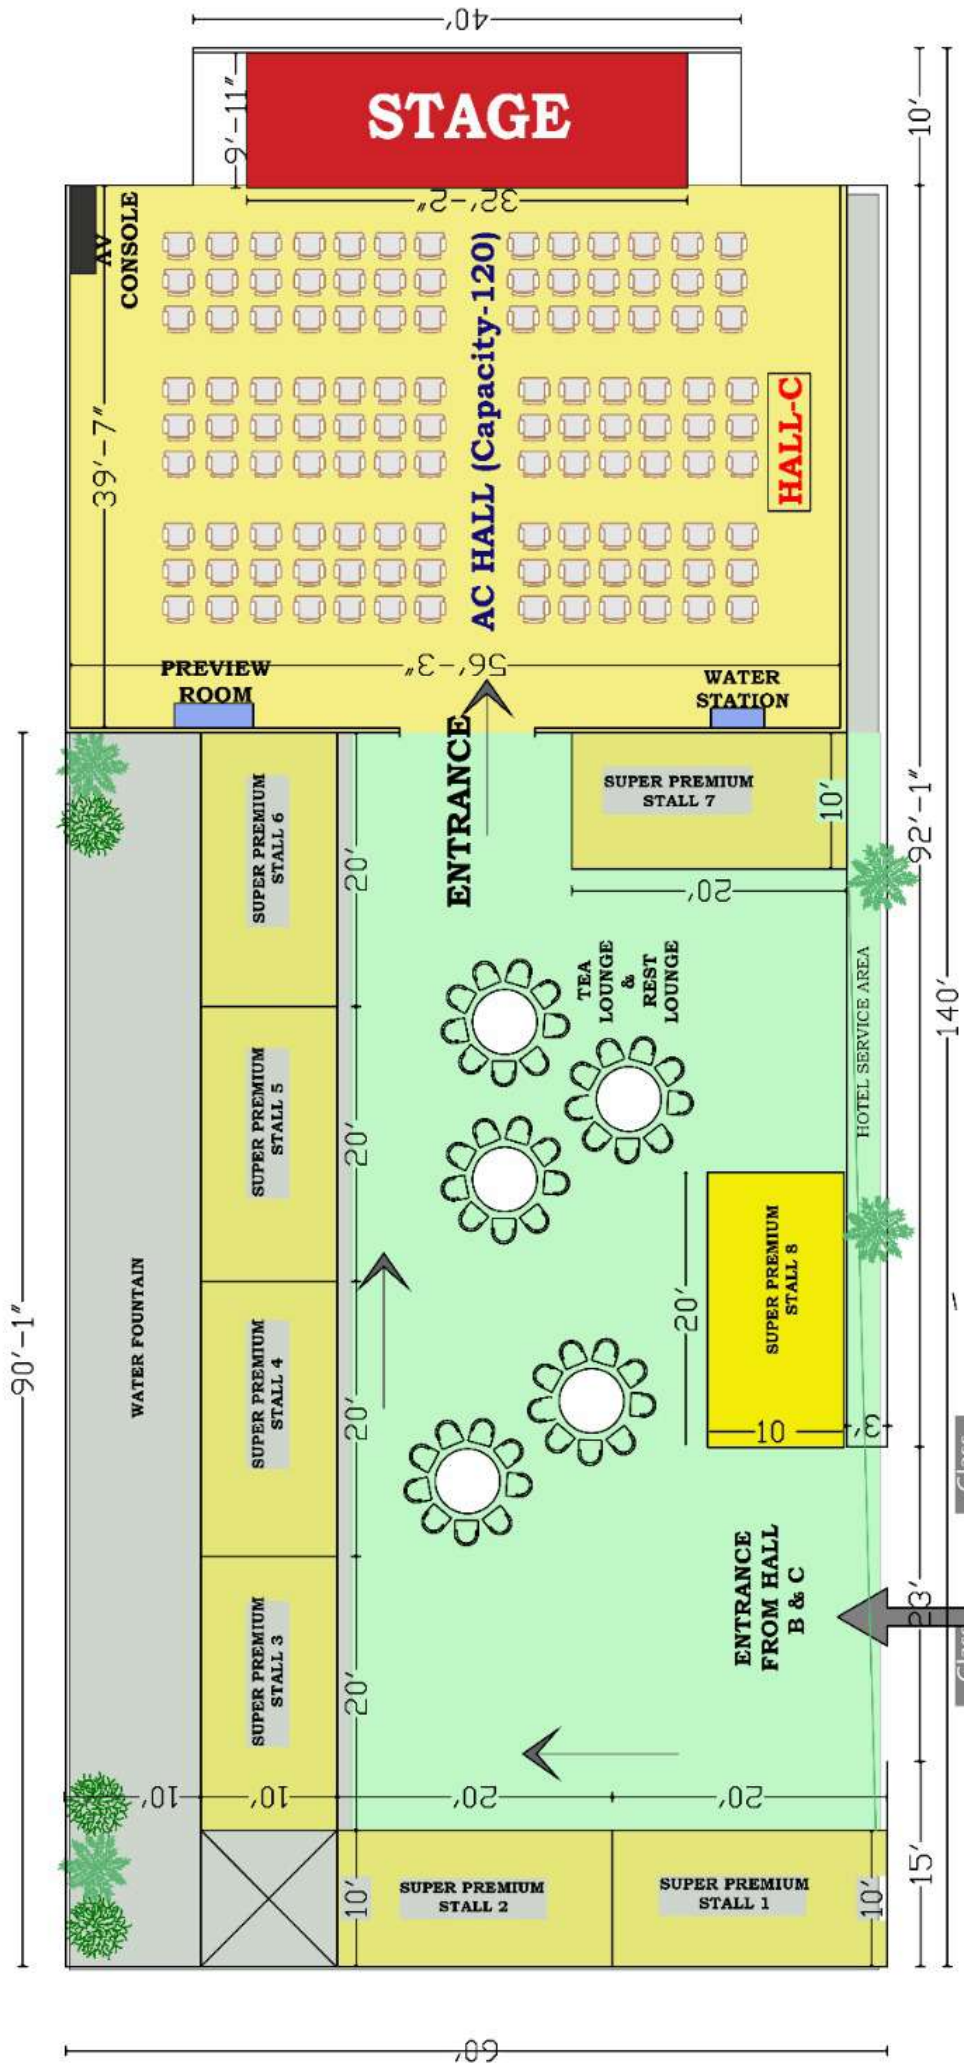 40'
9'-11"
STAGE
10'
32'-2"
AV
CONSOLE
39'-7"
AC HALL (Capacity-120)
HALL-C
56'-3"
PREVIEW
ROOM
WATER
STATION
ENTRANCE
SUPER PREMIUM
STALL 6
20'
SUPER PREMIUM
STALL 7
10'
20'
92'-1"
TEA
LOUNGE
&
REST
LOUNGE
HOTEL SERVICE AREA
140'
SUPER PREMIUM
STALL 5
20'
90'-1"
WATER FOUNTAIN
SUPER PREMIUM
STALL 4
20'
20'
SUPER PREMIUM
STALL 8
10
3'
Glass
ENTRANCE
FROM HALL
B & C
23'
Glass
SUPER PREMIUM
STALL 3
20'
10'
10'
20'
20'
10'
SUPER PREMIUM
STALL 2
SUPER PREMIUM
STALL 1
10'
15'
60'